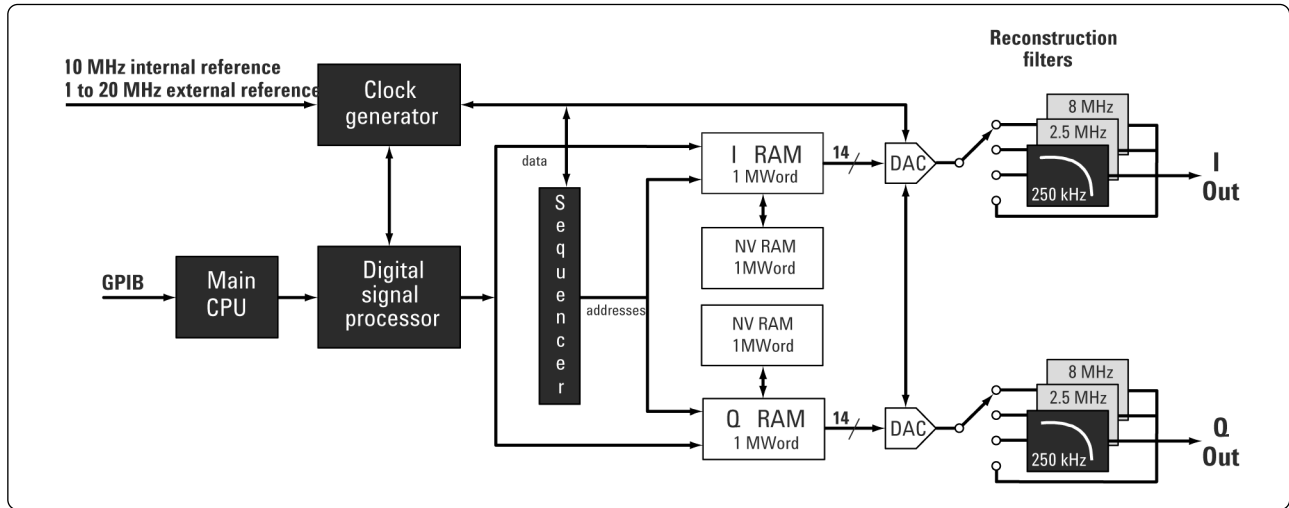 Reconstruction
filters
10 MHz internal reference
1 to 20 MHz external reference
Clock
generator
8 MHz
2.5 MHz
250 kHz
data
I RAM
1 MWord
14
DAC
I
Out
Sequencer
NV RAM
1MWord
GPIB
Main
CPU
Digital
signal
processor
addresses
NV RAM
1MWord
8 MHz
2.5 MHz
250 kHz
Q RAM
1 MWord
14
DAC
Q
Out